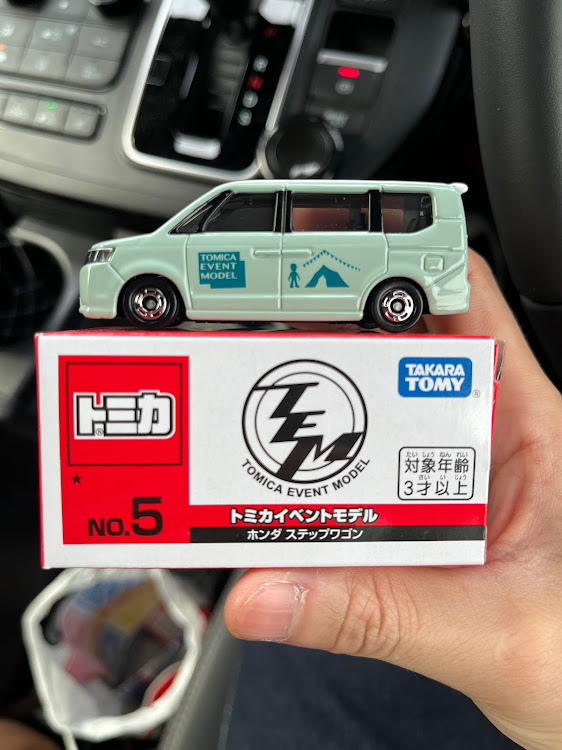 TOMICA
EVENT
MODEL
トミカ
®
TEM
TOMICA EVENT MODEL
TAKARA
TOMY
®
たい しょう ねん れい
対象年齢
さい い じょう
3才以上
★
NO.5
トミカイベントモデル
ホンダ ステップワゴン